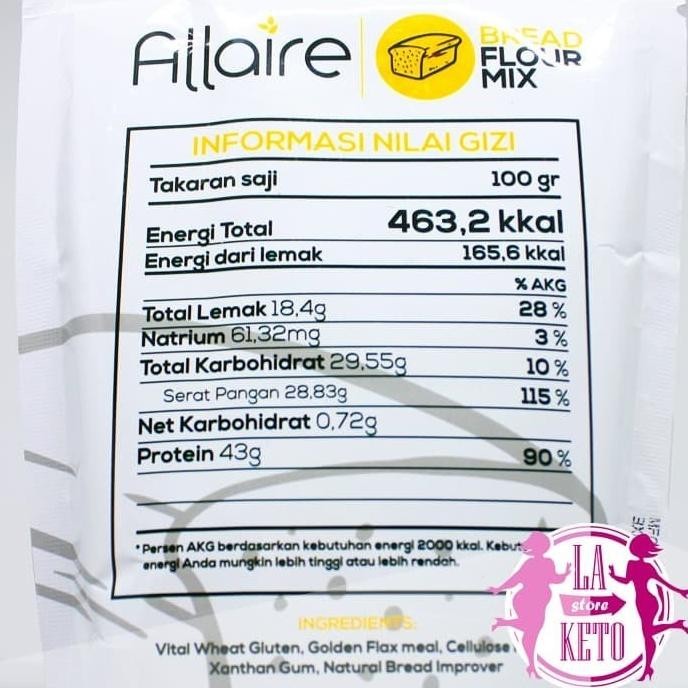 Allaire
BREAD
FLOUR
MIX
INFORMASI NILAI GIZI
Takaran saji 100 gr
Energi Total 463,2 kkal
Energi dari lemak 165,6 kkal
% AKG
Total Lemak 18,4g 28 %
Natrium 61,32mg 3 %
Total Karbohidrat 29,55g 10 %
Serat Pangan 28,83g 115 %
Net Karbohidrat 0,72g
Protein 43g 90 %
* Persen AKG berdasarkan kebutuhan energi 2000 kkal.
energi Anda mungkin lebih tinggi atau lebih rendah.
INGREDIENTS:
Vital Wheat Gluten, Golden Flax meal, Cellulose
Xanthan Gum, Natural Bread Improver
LA
store
KETO